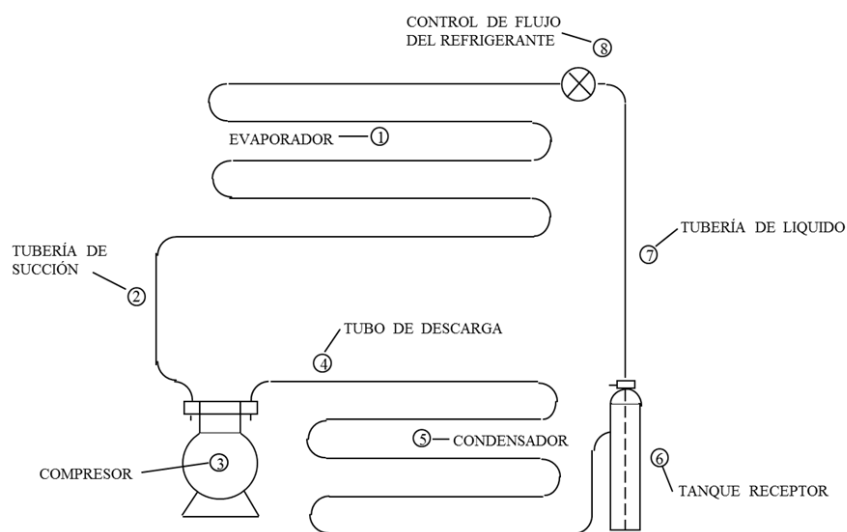 CONTROL DE FLUJO
DEL REFRIGERANTE
8
EVAPORADOR
1
TUBERÍA DE
SUCCIÓN
2
TUBERÍA DE LIQUIDO
7
TUBO DE DESCARGA
4
5
CONDENSADOR
COMPRESOR
3
6
TANQUE RECEPTOR